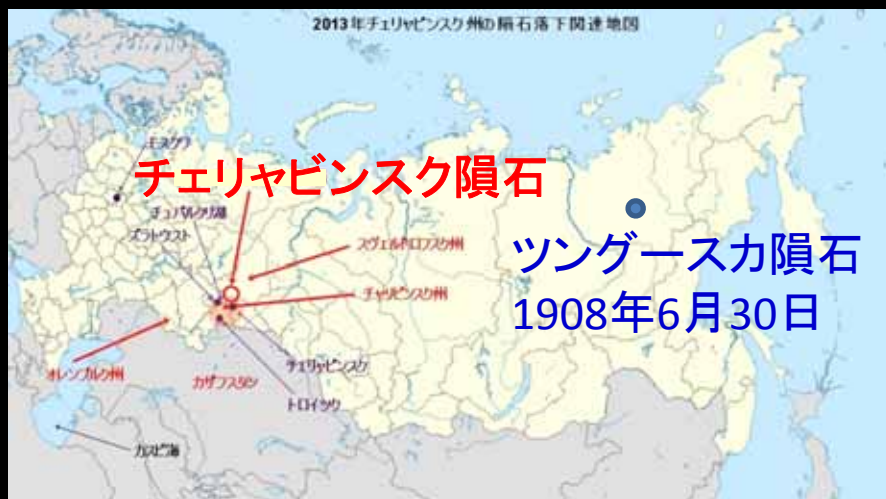 2013年チェリャビンスク州の隕石落下関連地図
モスクワ
チェリャビンスク隕石
チェバルクリ湖
ズラトウスト
スヴェルドロフスク州
ツングースカ隕石
1908年6月30日
チャリビンスク州
チェリャビンスク
オレンブルク州
カザフスタン
トロイツク
カスピ海